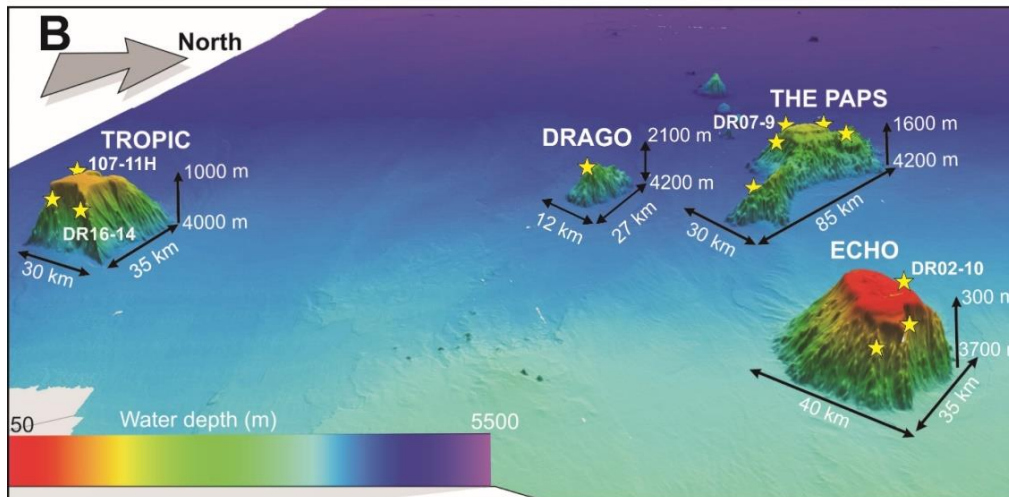 B
North
TROPIC
107-11H
1000 m
4000 m
DR16-14
30 km
35 km
DRAGO
2100 m
4200 m
12 km
27 km
THE PAPS
DR07-9
1600 m
4200 m
30 km
85 km
ECHO
DR02-10
300 m
3700 m
40 km
35 km
50 Water depth (m) 5500